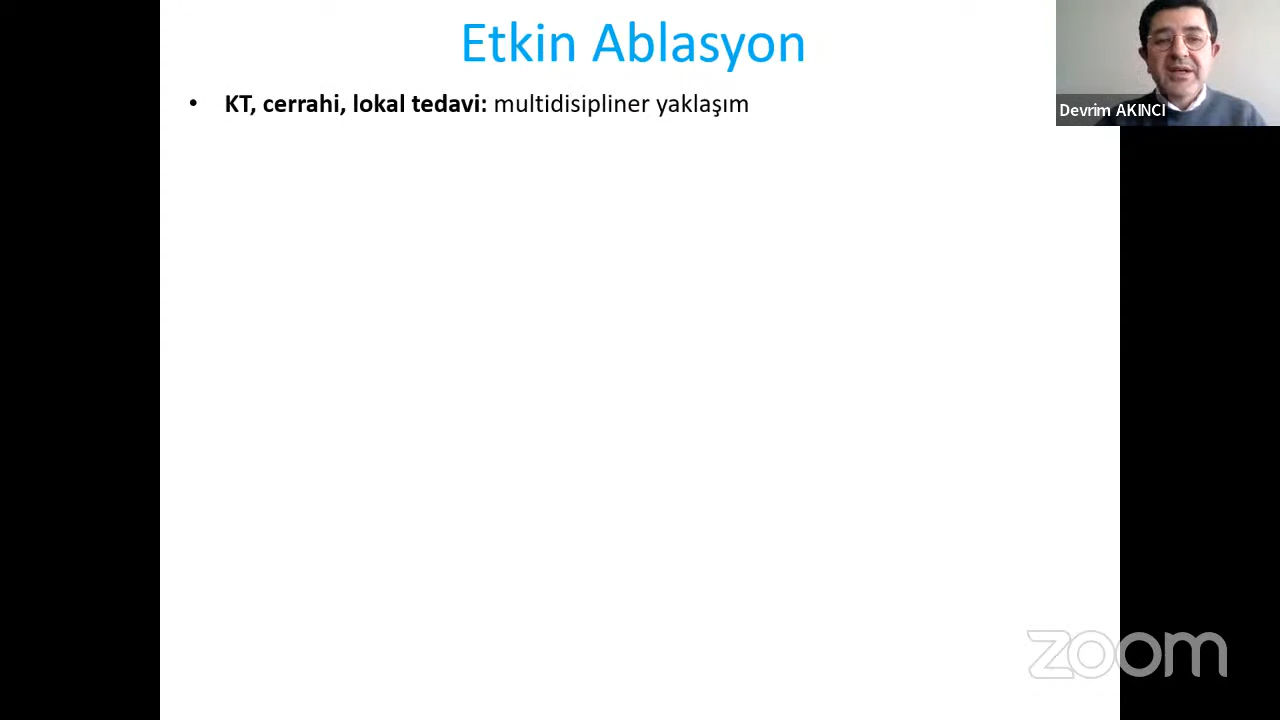 Etkin Ablasyon
• KT, cerrahi, lokal tedavi: multidisipliner yaklaşım
Devrim AKINCI
zoom